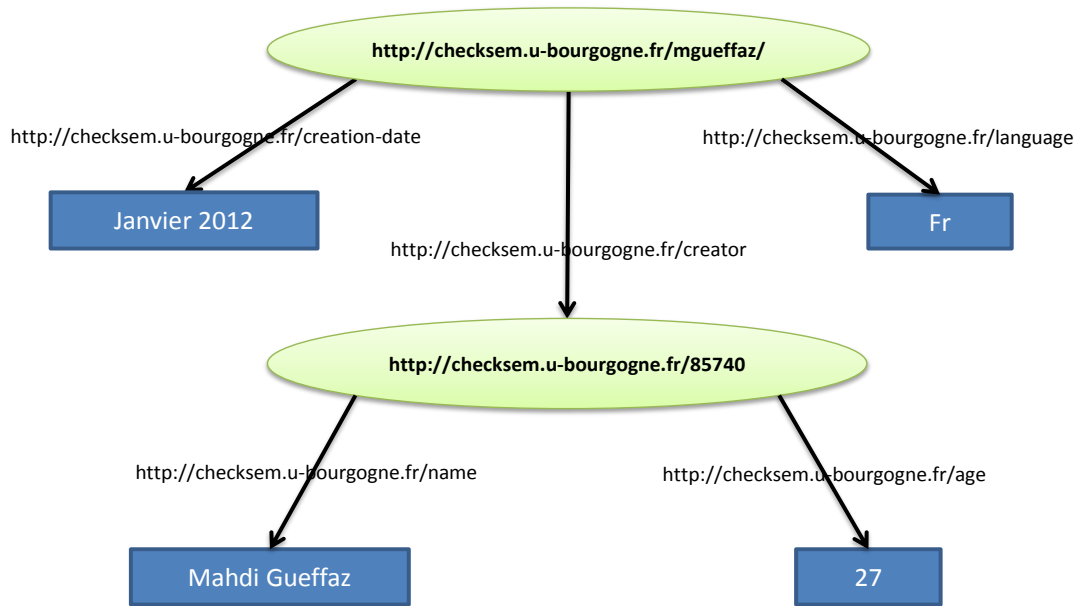 http://checksem.u-bourgogne.fr/mgueffaz/
http://checksem.u-bourgogne.fr/creation-date
http://checksem.u-bourgogne.fr/language
Janvier 2012
Fr
http://checksem.u-bourgogne.fr/creator
http://checksem.u-bourgogne.fr/85740
http://checksem.u-bourgogne.fr/name
http://checksem.u-bourgogne.fr/age
Mahdi Gueffaz
27